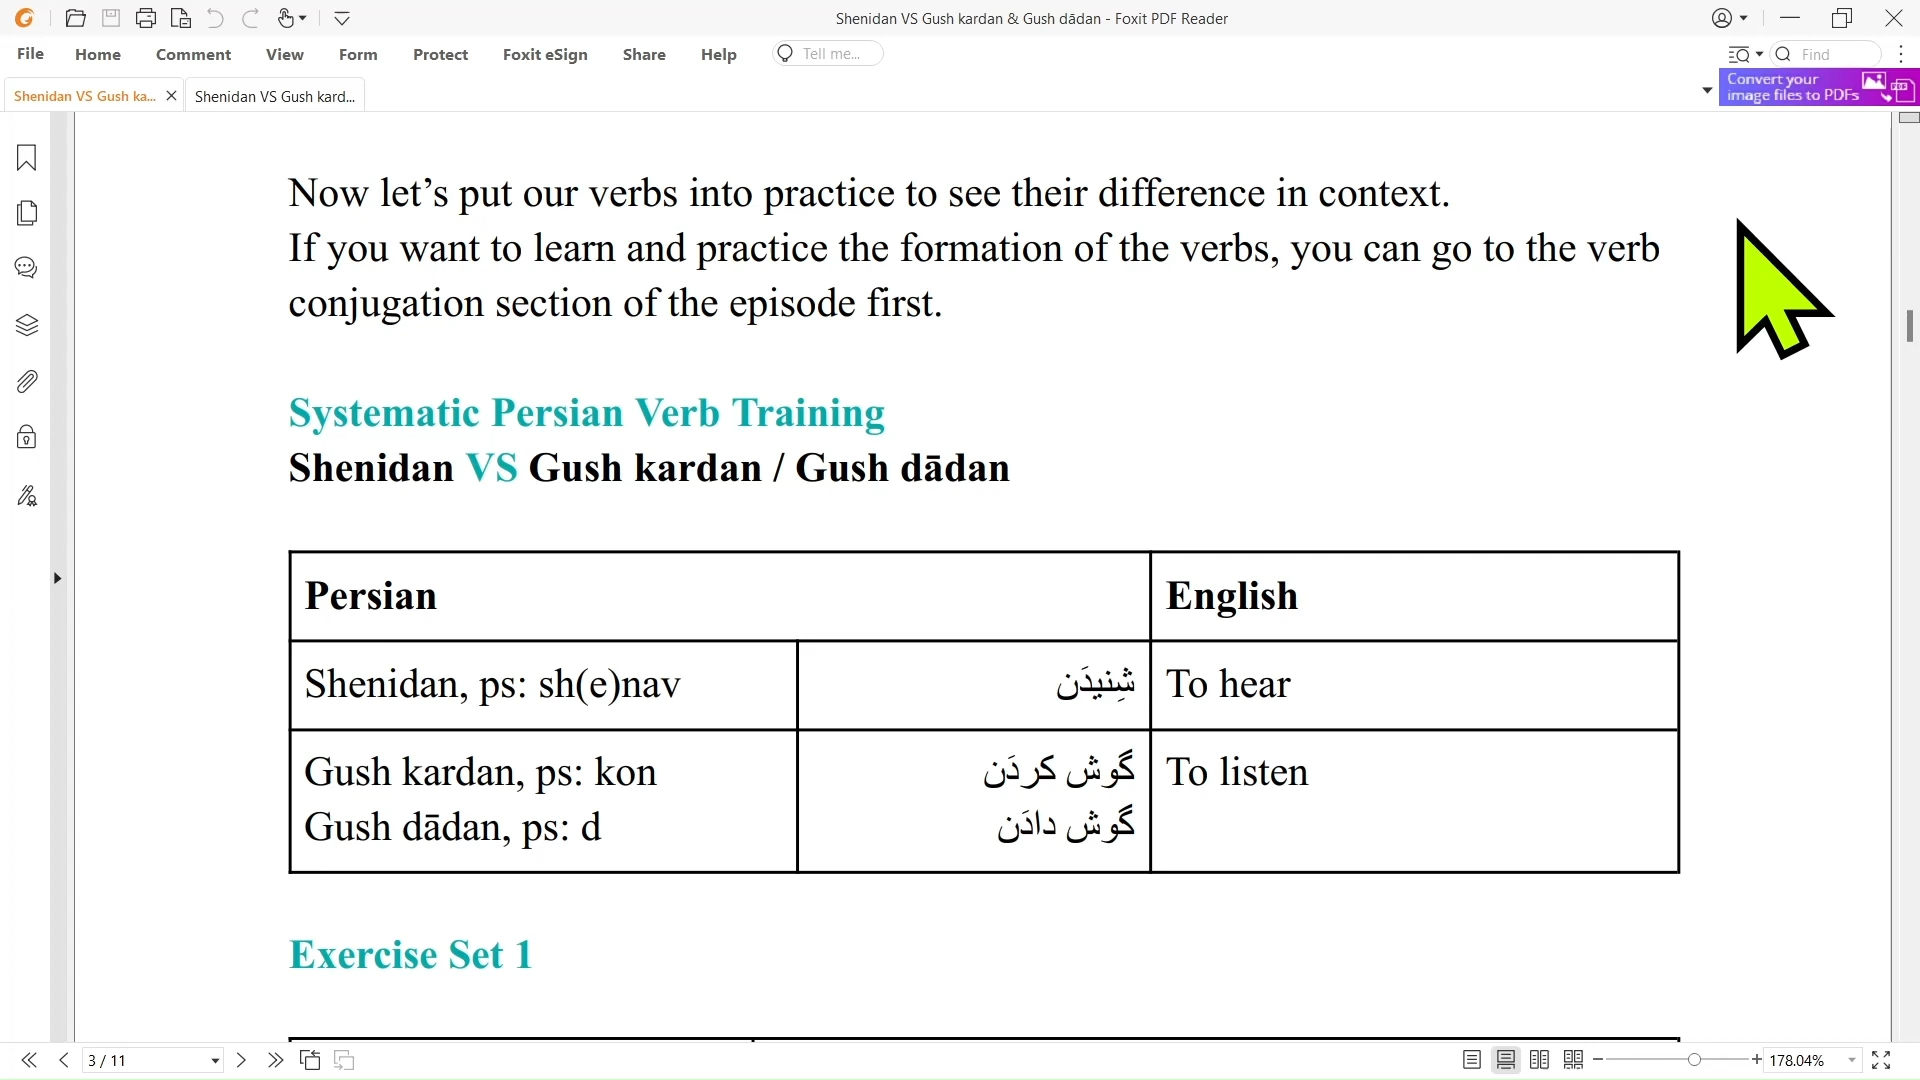 Shenidan VS Gush kardan & Gush dādan - Foxit PDF Reader
File Home Comment View Form Protect Foxit eSign Share Help Tell me... Find
Shenidan VS Gush ka... Shenidan VS Gush kard...
Convert your
image files to PDFs
Now let’s put our verbs into practice to see their difference in context.
If you want to learn and practice the formation of the verbs, you can go to the verb
conjugation section of the episode first.
Systematic Persian Verb Training
Shenidan VS Gush kardan / Gush dādan
Persian English
Shenidan, ps: sh(e)nav شِنیدَن To hear
Gush kardan, ps: kon گوش کردَن To listen
Gush dādan, ps: d گوش دادَن
Exercise Set 1
3 / 11 178.04%